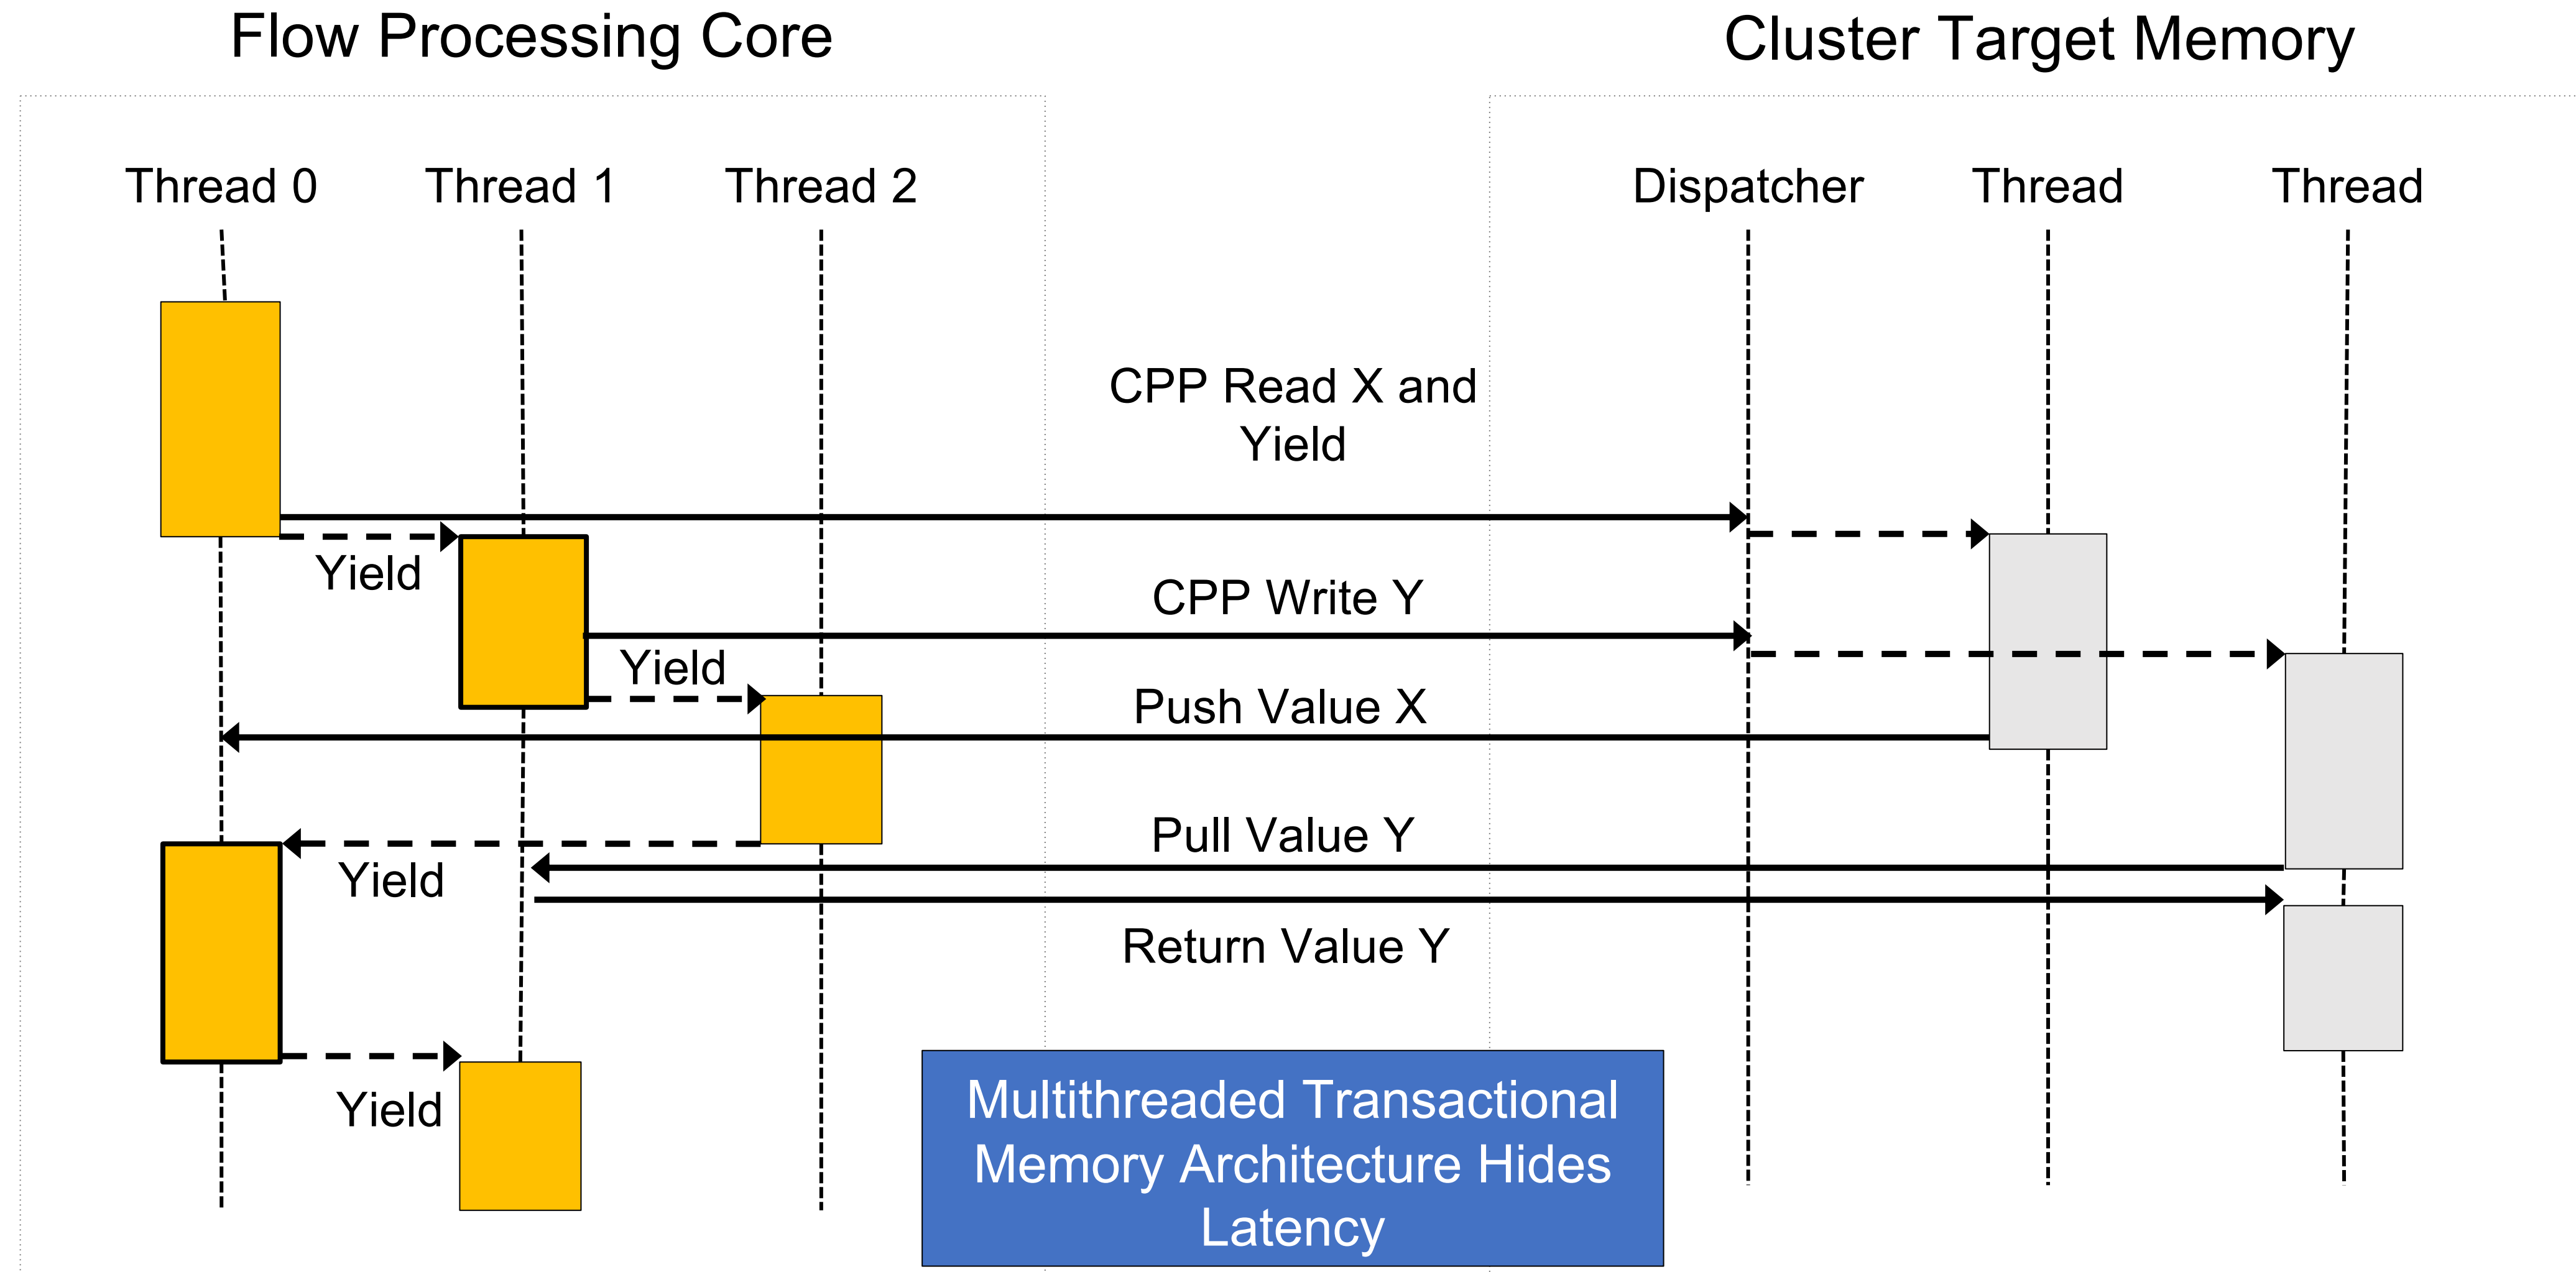 Flow Processing Core
Cluster Target Memory
Thread 0
Thread 1
Thread 2
Dispatcher
Thread
Thread
CPP Read X and
Yield
Yield
CPP Write Y
Yield
Push Value X
Pull Value Y
Yield
Return Value Y
Yield
Multithreaded Transactional
Memory Architecture Hides
Latency